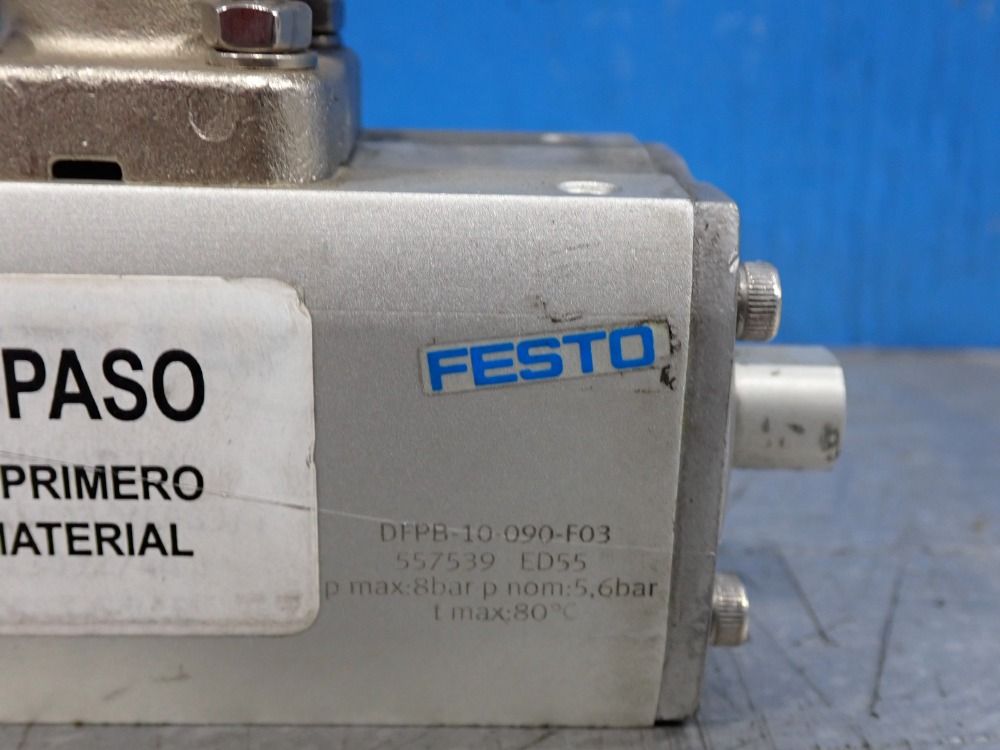 -PASO
PRIMERO
MATERIAL
FESTO
DFPB-10-090-F03
557539 ED55
p max:8bar p nom:5,6bar
t max:80°C